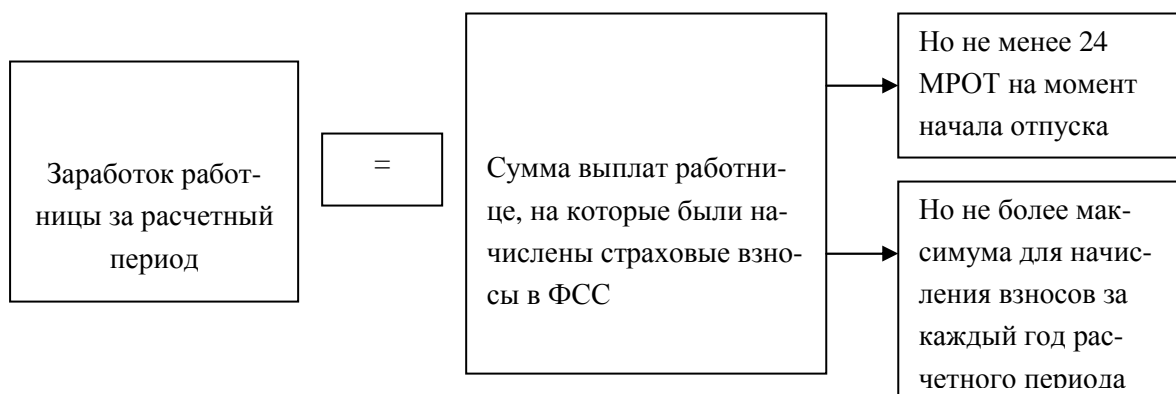 Заработок работ-
ницы за расчетный
период
=
Сумма выплат работни-
це, на которые были на-
числены страховые взно-
сы в ФСС
Но не менее 24
МРОТ на момент
начала отпуска
Но не более мак-
симума для начис-
ления взносов за
каждый год рас-
четного периода